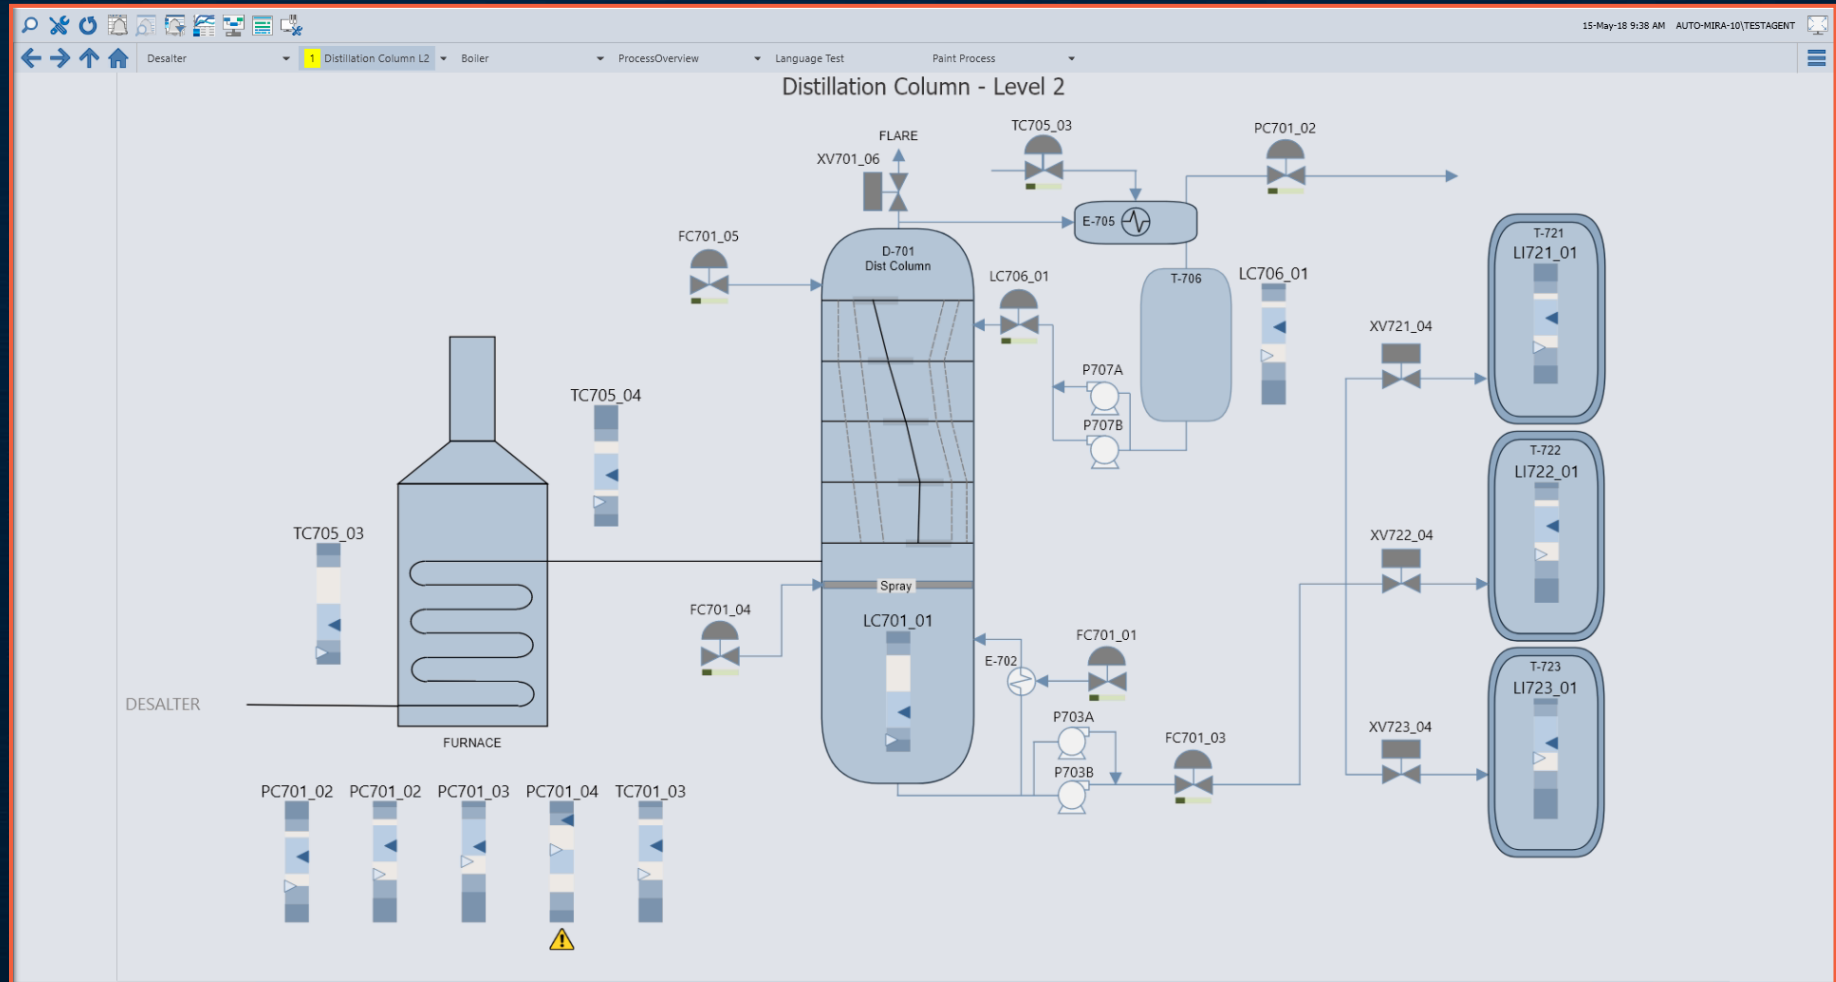 15-May-18 9:38 AM AUTO-MIRA-10\TESTAGENT
Desalter
1 Distillation Column L2
Boiler
ProcessOverview
Language Test
Paint Process
Distillation Column - Level 2
FLARE
XV701_06
TC705_03
PC701_02
E-705
FC701_05
D-701
Dist Column
LC706_01
T-706
LC706_01
T-721
LI721_01
XV721_04
P707A
P707B
TC705_04
T-722
LI722_01
TC705_03
XV722_04
Spray
FC701_04
LC701_01
FC701_01
E-702
T-723
LI723_01
DESALTER
FURNACE
P703A
FC701_03
XV723_04
P703B
PC701_02
PC701_02
PC701_03
PC701_04
TC701_03